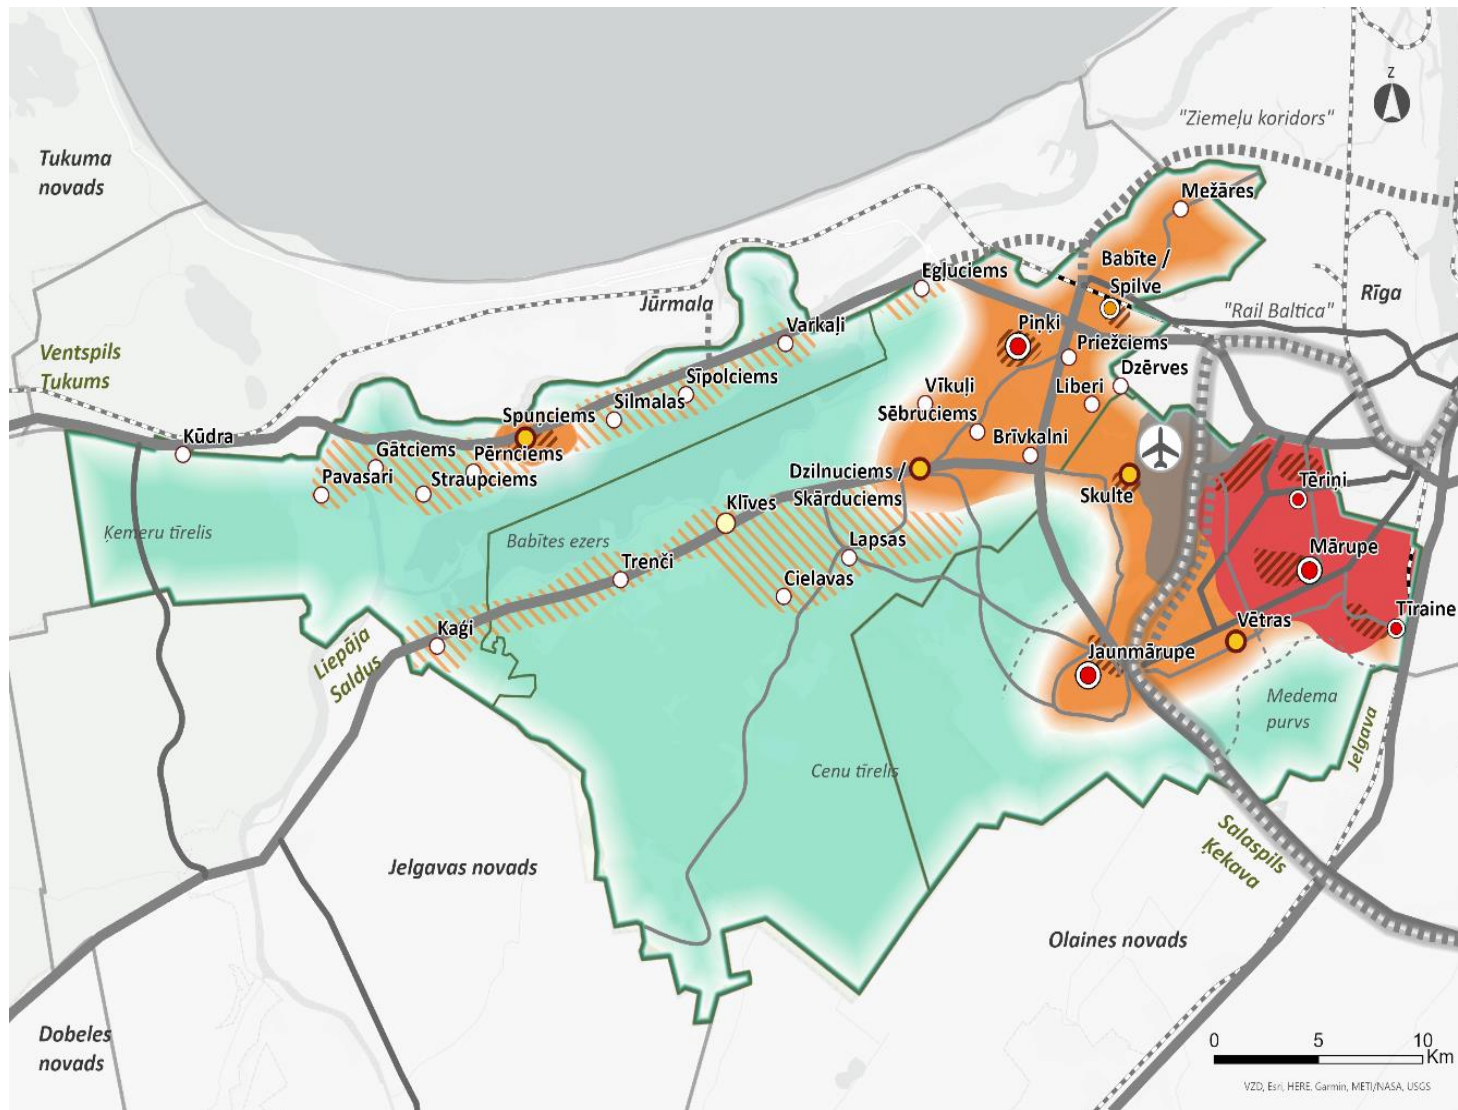 Z
"Ziemeļu koridors"
Tukuma
novads
Mežāres
Babīte /
Spilve
Egļuciems
Rīga
Jūrmala
"Rail Baltica"
Varkaļi
Piņķi
Priežciems
Ventspils
Tukums
Dzērves
Sīpolciems
Vīkuļi
Liberi
Silmalas
Sēbruciems
Spuņciems
Kūdra
Gātciems
Pērnciems
Brīvkalni
Pavasari
Straupciems
Dzilnuciems /
Skārduciems
Skulte
Tēriņi
Klīves
Ķemeru tīrelis
Babītes ezers
Lapsas
Mārupe
Trenči
Cielavas
Tīraine
Vētras
Kaģi
Liepāja
Saldus
Jaunmārupe
Medema
purvs
Jelgava
Cenu tīrelis
Salaspils
Ķekava
Jelgavas novads
Olaines novads
Dobeles
novads
0 5 10
Km
VZD, Esri, HERE, Garmin, METI/NASA, USGS